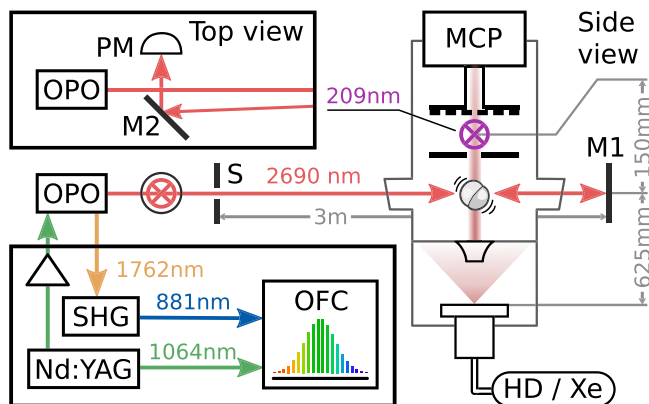 Top view
PM
OPO
M2
MCP
Side
view
209nm
150mm
M1
S
2690 nm
OPO
3m
625mm
1762nm
SHG
881nm
OFC
1064nm
Nd:YAG
HD / Xe